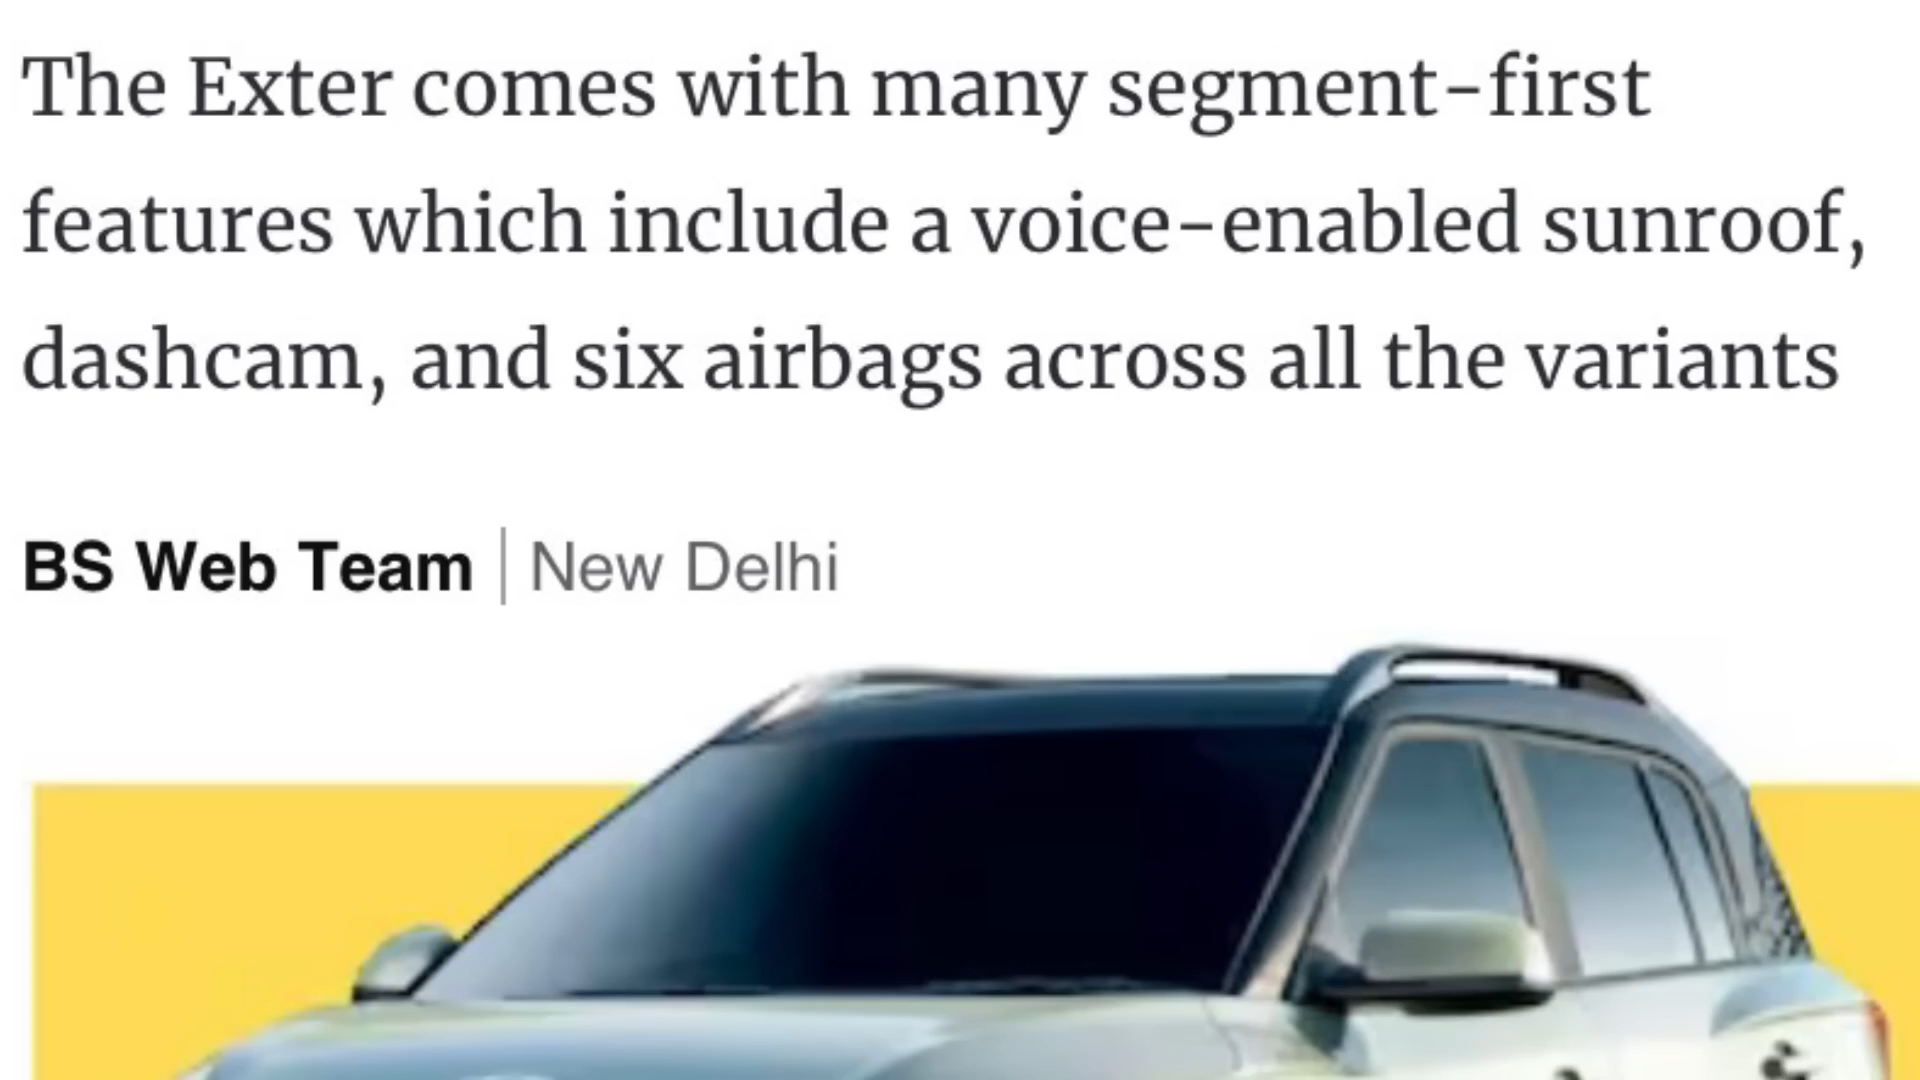 The Exter comes with many segment-first
features which include a voice-enabled sunroof,
dashcam, and six airbags across all the variants
BS Web Team | New Delhi